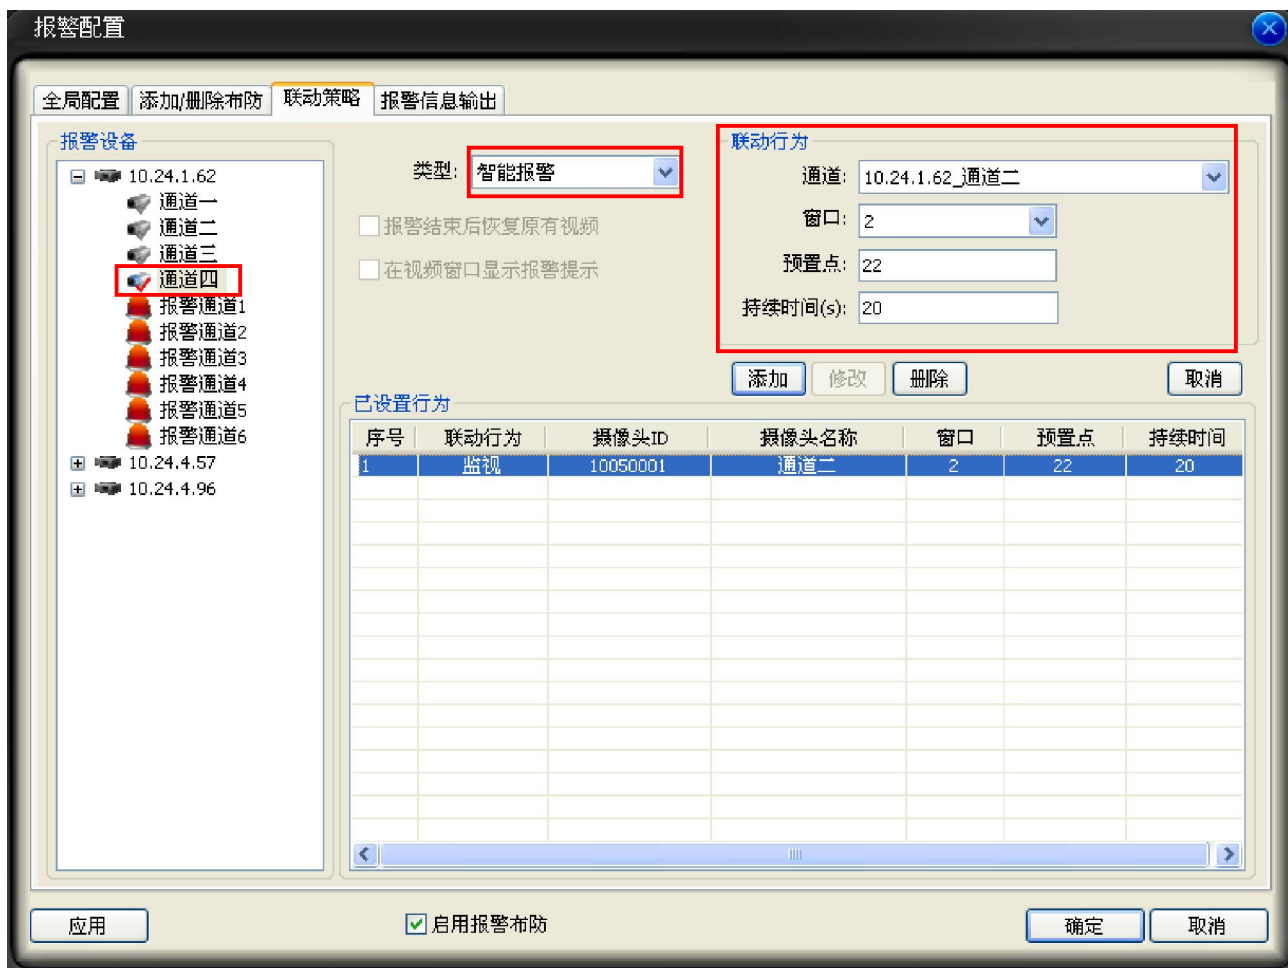 报警配置
全局配置 添加/删除布防 联动策略 报警信息输出
报警设备
10.24.1.62
通道一
通道二
通道三
通道四
报警通道1
报警通道2
报警通道3
报警通道4
报警通道5
报警通道6
10.24.4.57
10.24.4.96
类型: 智能报警
报警结束后恢复原有视频
在视频窗口显示报警提示
联动行为
通道: 10.24.1.62_通道二
窗口: 2
预置点: 22
持续时间(s): 20
添加 修改 删除 取消
已设置行为
序号 联动行为 摄像头ID 摄像头名称 窗口 预置点 持续时间
1 监视 10050001 通道二 2 22 20
应用 启用报警布防 确定 取消